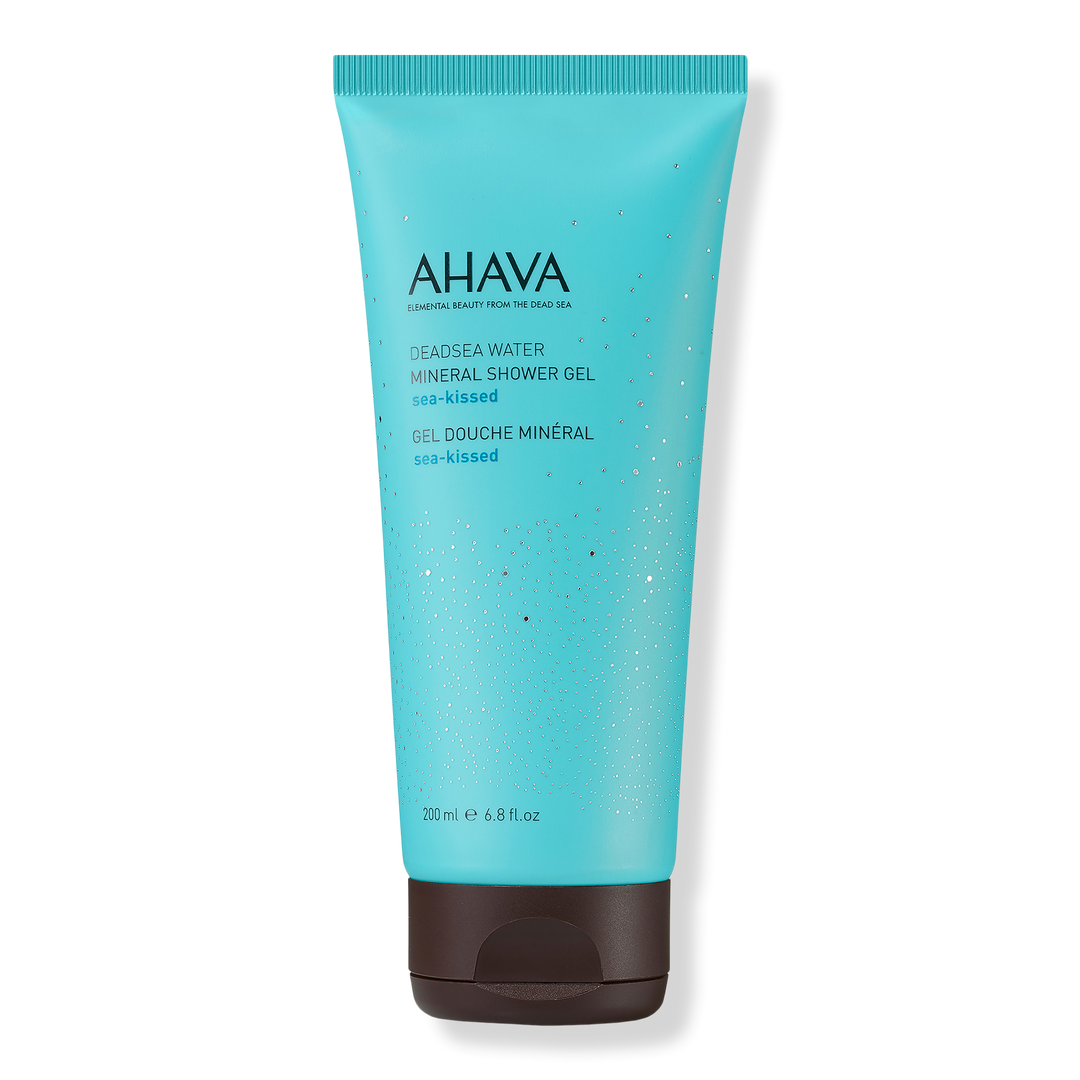 AHAVA
ELEMENTAL BEAUTY FROM THE DEAD SEA
DEADSEA WATER
MINERAL SHOWER GEL
sea-kissed
GEL DOUCHE MINÉRAL
sea-kissed
200 ml ℮ 6.8 fl.oz